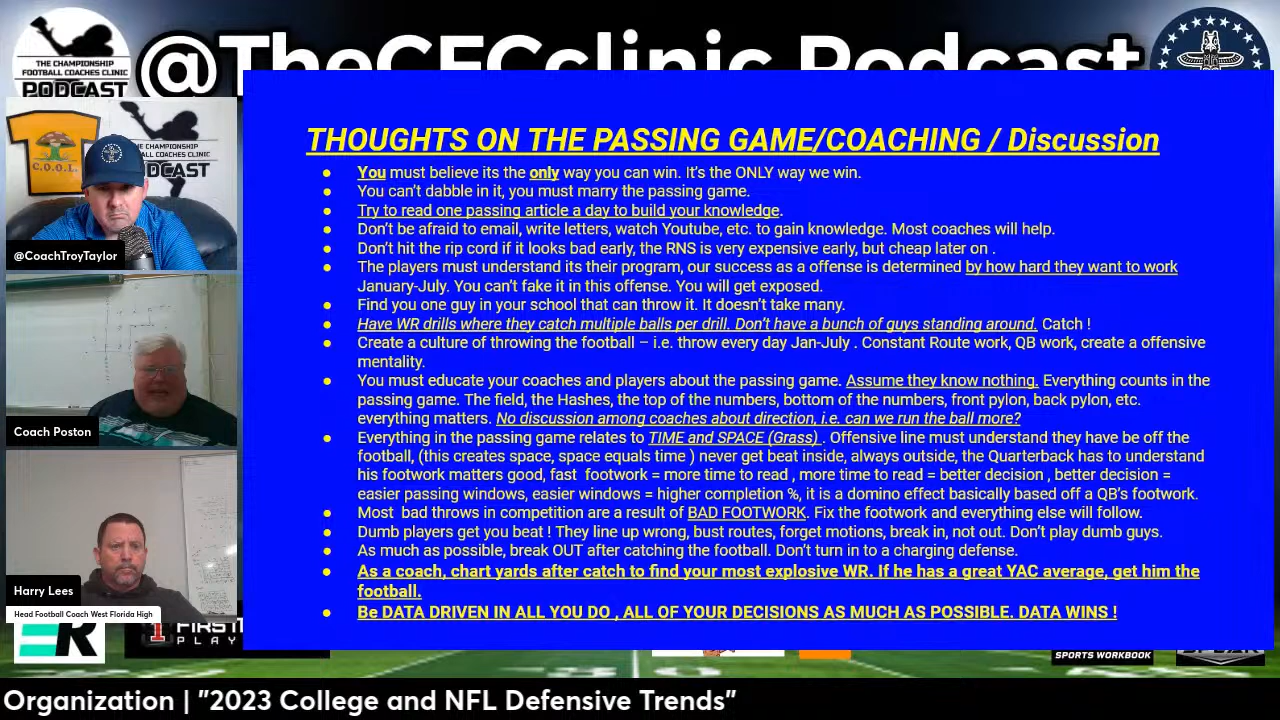 THE CHAMPIONSHIP
FOOTBALL COACHES CLINIC
PODCAST
@TheCFCclinic Podcast
THOUGHTS ON THE PASSING GAME/COACHING / Discussion
● You must believe its the only way you can win. It's the ONLY way we win.
● You can't dabble in it, you must marry the passing game.
● Try to read one passing article a day to build your knowledge.
● Don't be afraid to email, write letters, watch Youtube, etc. to gain knowledge. Most coaches will help.
● Don't hit the rip cord if it looks bad early, the RNS is very expensive early, but cheap later on .
● The players must understand its their program, our success as a offense is determined by how hard they want to work
January-July. You can't fake it in this offense. You will get exposed.
● Find you one guy in your school that can throw it. It doesn't take many.
● Have WR drills where they catch multiple balls per drill. Don't have a bunch of guys standing around. Catch !
● Create a culture of throwing the football – i.e. throw every day Jan-July . Constant Route work, QB work, create a offensive
mentality.
● You must educate your coaches and players about the passing game. Assume they know nothing. Everything counts in the
passing game. The field, the Hashes, the top of the numbers, bottom of the numbers, front pylon, back pylon, etc.
everything matters. No discussion among coaches about direction, i.e. can we run the ball more?
● Everything in the passing game relates to TIME and SPACE (Grass) . Offensive line must understand they have be off the
football, (this creates space, space equals time ) never get beat inside, always outside, the Quarterback has to understand
his footwork matters good, fast footwork = more time to read , more time to read = better decision , better decision =
easier passing windows, easier windows = higher completion %, it is a domino effect basically based off a QB's footwork.
● Most bad throws in competition are a result of BAD FOOTWORK. Fix the footwork and everything else will follow.
● Dumb players get you beat ! They line up wrong, bust routes, forget motions, break in, not out. Don't play dumb guys.
● As much as possible, break OUT after catching the football. Don't turn in to a charging defense.
● As a coach, chart yards after catch to find your most explosive WR. If he has a great YAC average, get him the
football.
● Be DATA DRIVEN IN ALL YOU DO , ALL OF YOUR DECISIONS AS MUCH AS POSSIBLE. DATA WINS !
C.O.O.L.
THE CHAMPIONSHIP
@CoachTroyTaylor
Coach Poston
Harry Lees
Head Football Coach West Florida High
SPORTS WORKBOOK
Organization | "2023 College and NFL Defensive Trends"